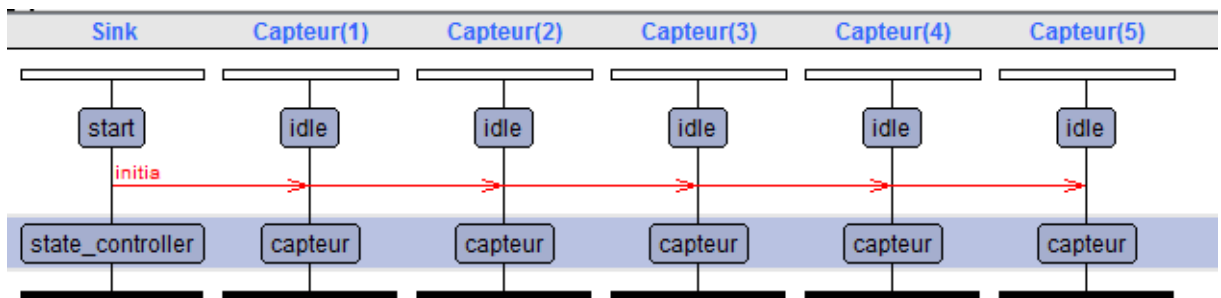 Sink Capteur(1) Capteur(2) Capteur(3) Capteur(4) Capteur(5)
start idle idle idle idle idle
initia
state_controller capteur capteur capteur capteur capteur